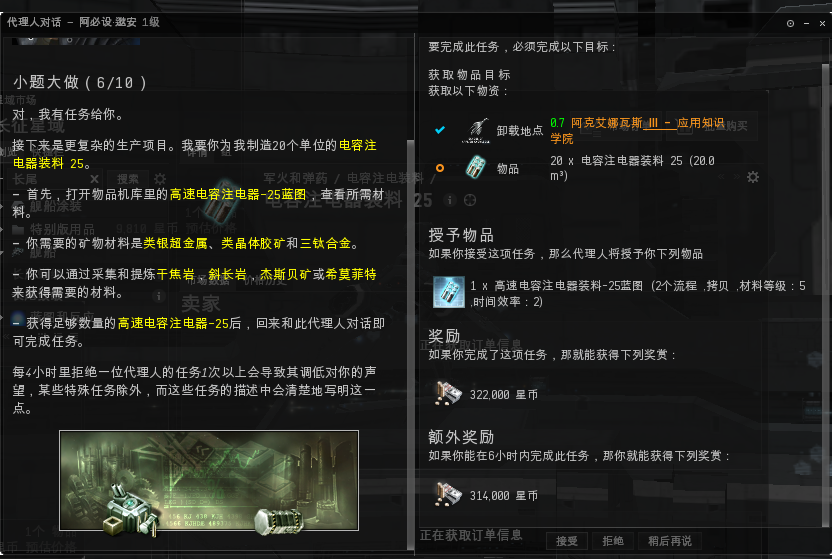 代理人对话 – 阿必设·邀安 1级
小题大做 ( 6/10 )
对，我有任务给你。
接下来是更复杂的生产项目。我要你为我制造20个单位的电容注
电器装料 25。
– 首先，打开物品机库里的高速电容注电器-25蓝图，查看所需材
料。
– 你需要的矿物材料是类银超金属、类晶体胶矿和三钛合金。
– 你可以通过采集和提炼干焦岩，斜长岩，杰斯贝矿或希莫菲特
来获得需要的材料。
– 获得足够数量的高速电容注电器-25后，回来和此代理人对话即
可完成任务。
每4小时里拒绝一位代理人的任务1次以上会导致其调低对你的声
望，某些特殊任务除外，而这些任务的描述中会清楚地写明这一
点。
要完成此任务，必须完成以下目标：
获取物品目标
获取以下物资：
卸载地点
0.7 阿克艾娜瓦斯 III – 应用知识
学院
物品
20 x 电容注电器装料 25 (20.0
m³)
授予物品
如果你接受这项任务，那么代理人将授予你下列物品
1 x 高速电容注电器装料-25蓝图 (2个流程 ,拷贝 ,材料等级：5
,时间效率：2)
奖励
如果你完成了这项任务，那就能获得下列奖赏：
322,000 星币
额外奖励
如果你能在6小时内完成此任务，那你就能获得下列奖赏：
314,000 星币
正在获取订单信息
接受
拒绝
稍后再说